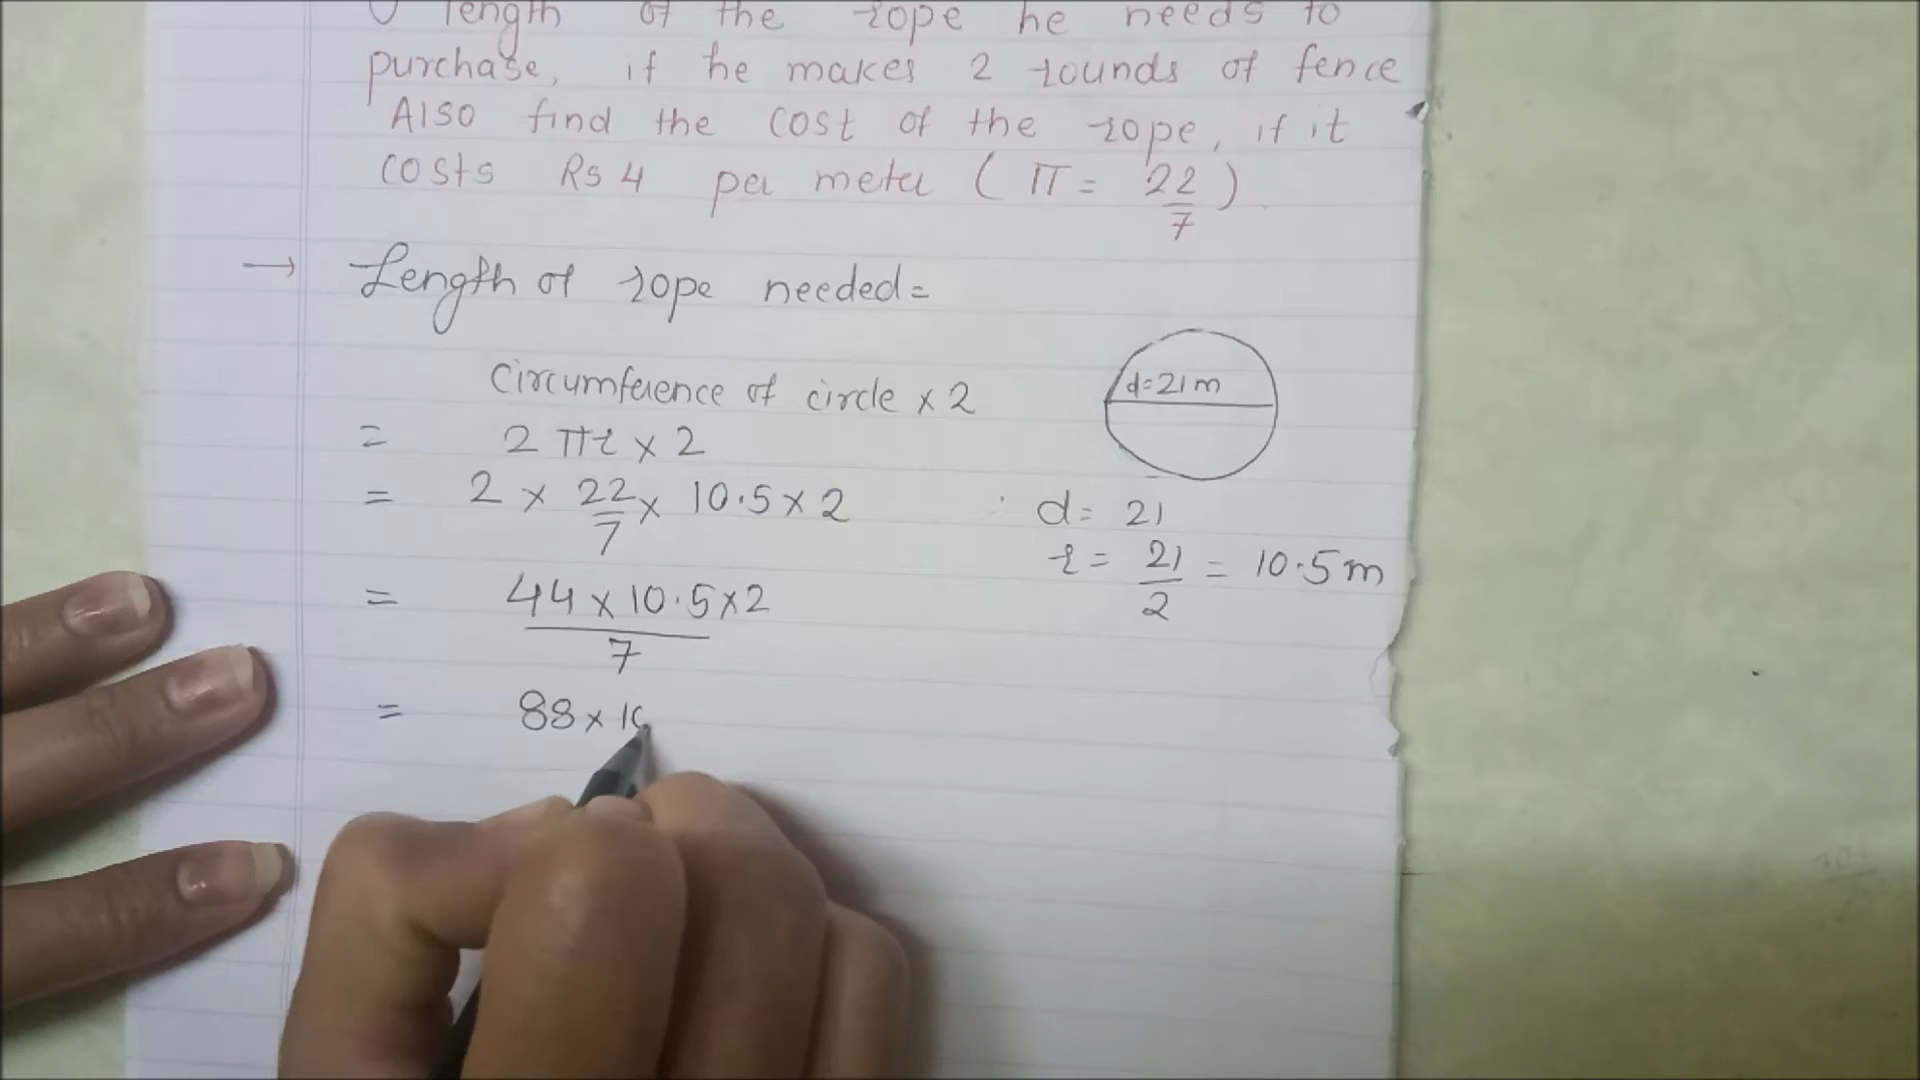 length of the rope he needs to
purchase, if he makes 2 rounds of fence
Also find the cost of the rope, if it
costs Rs 4 per meter ( π = 22/7 )
→ Length of rope needed =
Circumference of circle × 2
d=21m
= 2πr × 2
= 2 × 22/7 × 10.5 × 2
d = 21
r = 21/2 = 10.5m
= 44 × 10.5 × 2
7
= 88 × 10